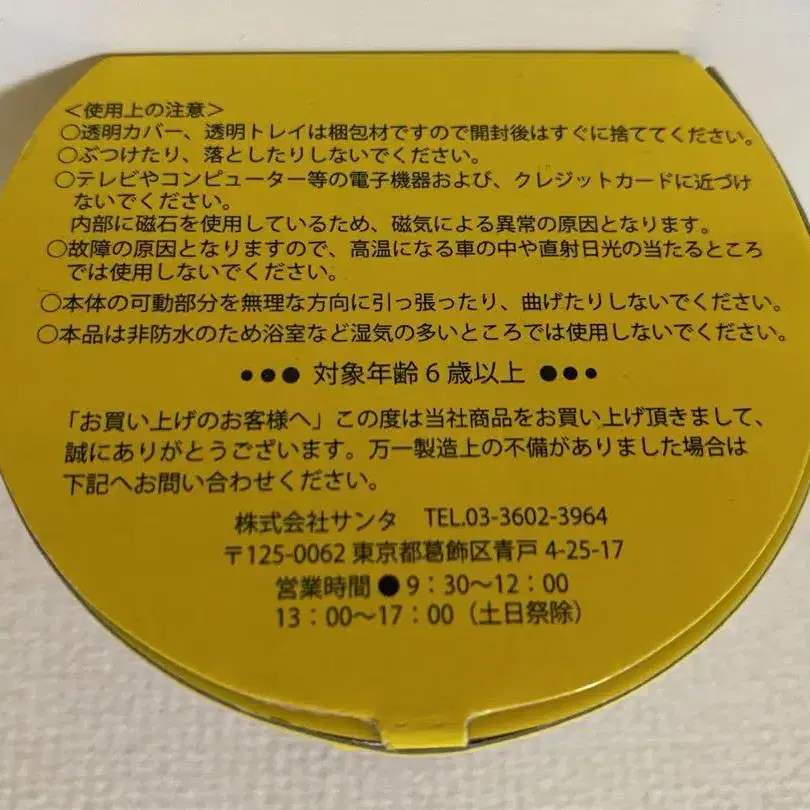 ＜使用上の注意＞
○透明カバー、透明トレイは梱包材ですので開封後はすぐに捨ててください。
○ぶつけたり、落としたりしないでください。
○テレビやコンピューター等の電子機器および、クレジットカードに近づけ
ないでください。
内部に磁石を使用しているため、磁気による異常の原因となります。
○故障の原因となりますので、高温になる車の中や直射日光の当たるところ
では使用しないでください。
○本体の可動部分を無理な方向に引っ張ったり、曲げたりしないでください。
○本品は非防水のため浴室など湿気の多いところでは使用しないでください。
●●● 対象年齢6歳以上 ●●●
「お買い上げのお客様へ」この度は当社商品をお買い上げ頂きまして、
誠にありがとうございます。万一製造上の不備がありました場合は
下記へお問い合わせください。
株式会社サンタ TEL.03-3602-3964
〒125-0062 東京都葛飾区青戸 4-25-17
営業時間 ● 9：30〜12：00
13：00〜17：00（土日祭除）